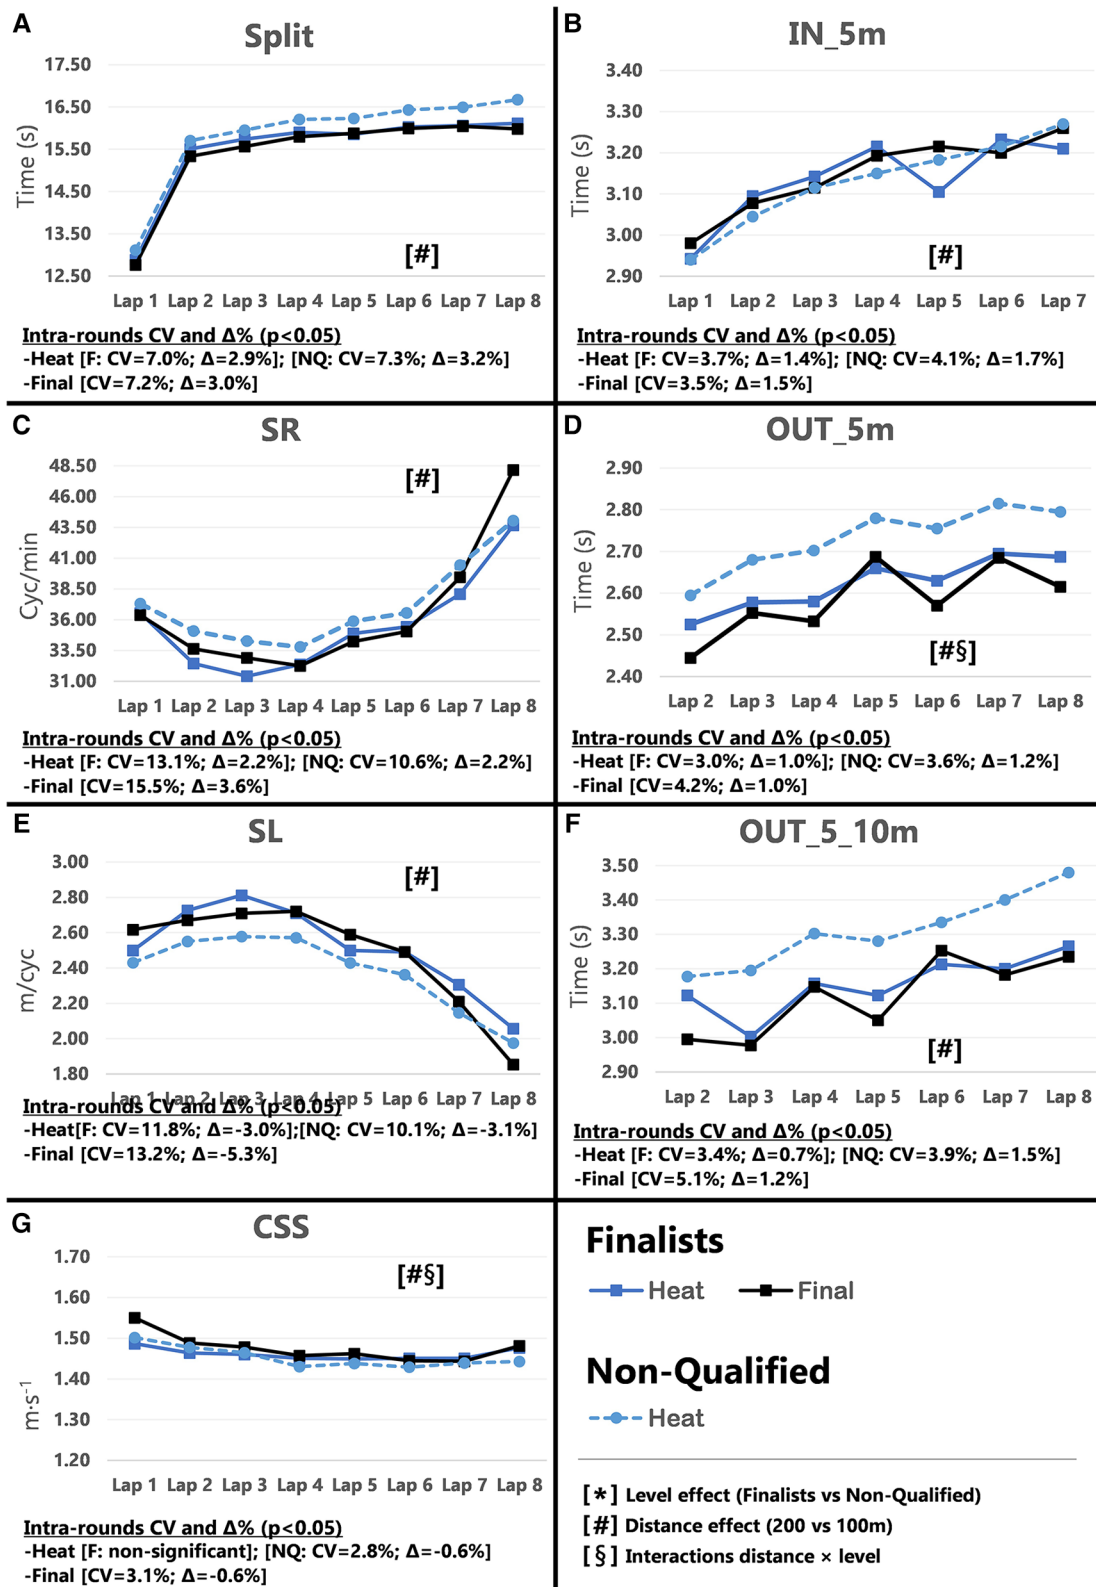 A
Split
17.50
16.50
15.50
14.50
13.50
12.50
Time (s)
[#]
Lap 1 Lap 2 Lap 3 Lap 4 Lap 5 Lap 6 Lap 7 Lap 8
Intra-rounds CV and Δ% (p<0.05)
-Heat [F: CV=7.0%; Δ=2.9%]; [NQ: CV=7.3%; Δ=3.2%]
-Final [CV=7.2%; Δ=3.0%]
B
IN_5m
3.40
3.30
3.20
3.10
3.00
2.90
Time (s)
[#]
Lap 1 Lap 2 Lap 3 Lap 4 Lap 5 Lap 6 Lap 7
Intra-rounds CV and Δ% (p<0.05)
-Heat [F: CV=3.7%; Δ=1.4%]; [NQ: CV=4.1%; Δ=1.7%]
-Final [CV=3.5%; Δ=1.5%]
C
SR
48.50
46.00
43.50
41.00
38.50
36.00
33.50
31.00
Cyc/min
[#]
Lap 1 Lap 2 Lap 3 Lap 4 Lap 5 Lap 6 Lap 7 Lap 8
Intra-rounds CV and Δ% (p<0.05)
-Heat [F: CV=13.1%; Δ=2.2%]; [NQ: CV=10.6%; Δ=2.2%]
-Final [CV=15.5%; Δ=3.6%]
D
OUT_5m
2.90
2.80
2.70
2.60
2.50
2.40
Time (s)
[#§]
Lap 2 Lap 3 Lap 4 Lap 5 Lap 6 Lap 7 Lap 8
Intra-rounds CV and Δ% (p<0.05)
-Heat [F: CV=3.0%; Δ=1.0%]; [NQ: CV=3.6%; Δ=1.2%]
-Final [CV=4.2%; Δ=1.0%]
E
SL
3.00
2.80
2.60
2.40
2.20
2.00
1.80
m/cyc
[#]
Lap 1 Lap 2 Lap 3 Lap 4 Lap 5 Lap 6 Lap 7 Lap 8
Intra-rounds CV and Δ% (p<0.05)
-Heat[F: CV=11.8%; Δ=-3.0%];[NQ: CV=10.1%; Δ=-3.1%]
-Final [CV=13.2%; Δ=-5.3%]
F
OUT_5_10m
3.50
3.40
3.30
3.20
3.10
3.00
2.90
Time (s)
[#]
Lap 2 Lap 3 Lap 4 Lap 5 Lap 6 Lap 7 Lap 8
Intra-rounds CV and Δ% (p<0.05)
-Heat [F: CV=3.4%; Δ=0.7%]; [NQ: CV=3.9%; Δ=1.5%]
-Final [CV=5.1%; Δ=1.2%]
G
CSS
1.70
1.60
1.50
1.40
1.30
1.20
m·s⁻¹
[#§]
Lap 1 Lap 2 Lap 3 Lap 4 Lap 5 Lap 6 Lap 7 Lap 8
Intra-rounds CV and Δ% (p<0.05)
-Heat [F: non-significant]; [NQ: CV=2.8%; Δ=-0.6%]
-Final [CV=3.1%; Δ=-0.6%]
Finalists
Heat Final
Non-Qualified
Heat
[*] Level effect (Finalists vs Non-Qualified)
[#] Distance effect (200 vs 100m)
[§] Interactions distance × level